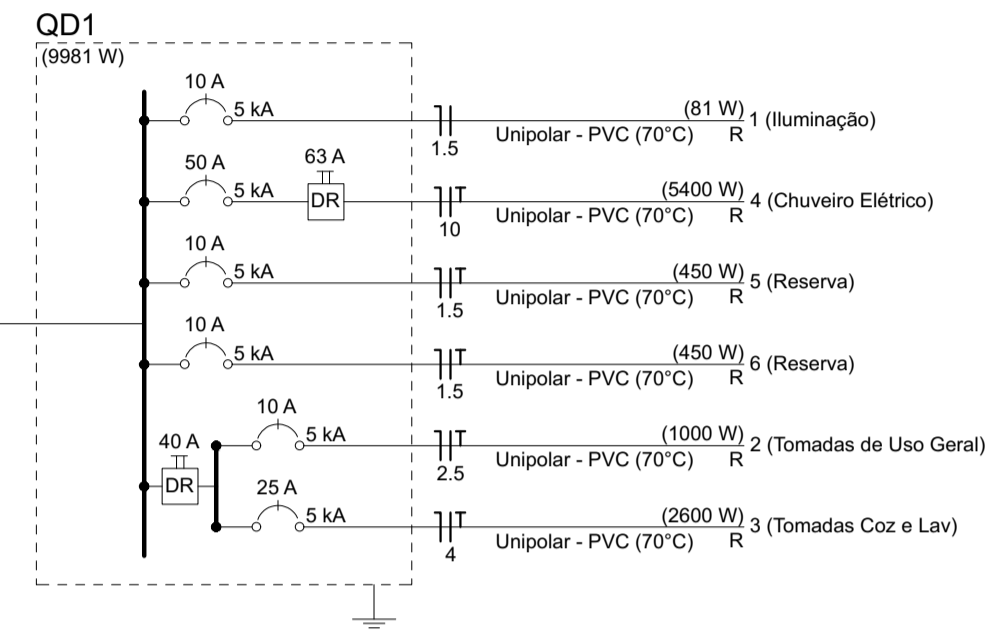 QD1
(9981 W)
10 A
5 kA
1.5
Unipolar - PVC (70°C)
(81 W)
R
1 (Iluminação)
50 A
5 kA
63 A
DR
T
10
Unipolar - PVC (70°C)
(5400 W)
R
4 (Chuveiro Elétrico)
10 A
5 kA
T
1.5
Unipolar - PVC (70°C)
(450 W)
R
5 (Reserva)
10 A
5 kA
T
1.5
Unipolar - PVC (70°C)
(450 W)
R
6 (Reserva)
40 A
DR
10 A
5 kA
T
2.5
Unipolar - PVC (70°C)
(1000 W)
R
2 (Tomadas de Uso Geral)
25 A
5 kA
T
4
Unipolar - PVC (70°C)
(2600 W)
R
3 (Tomadas Coz e Lav)